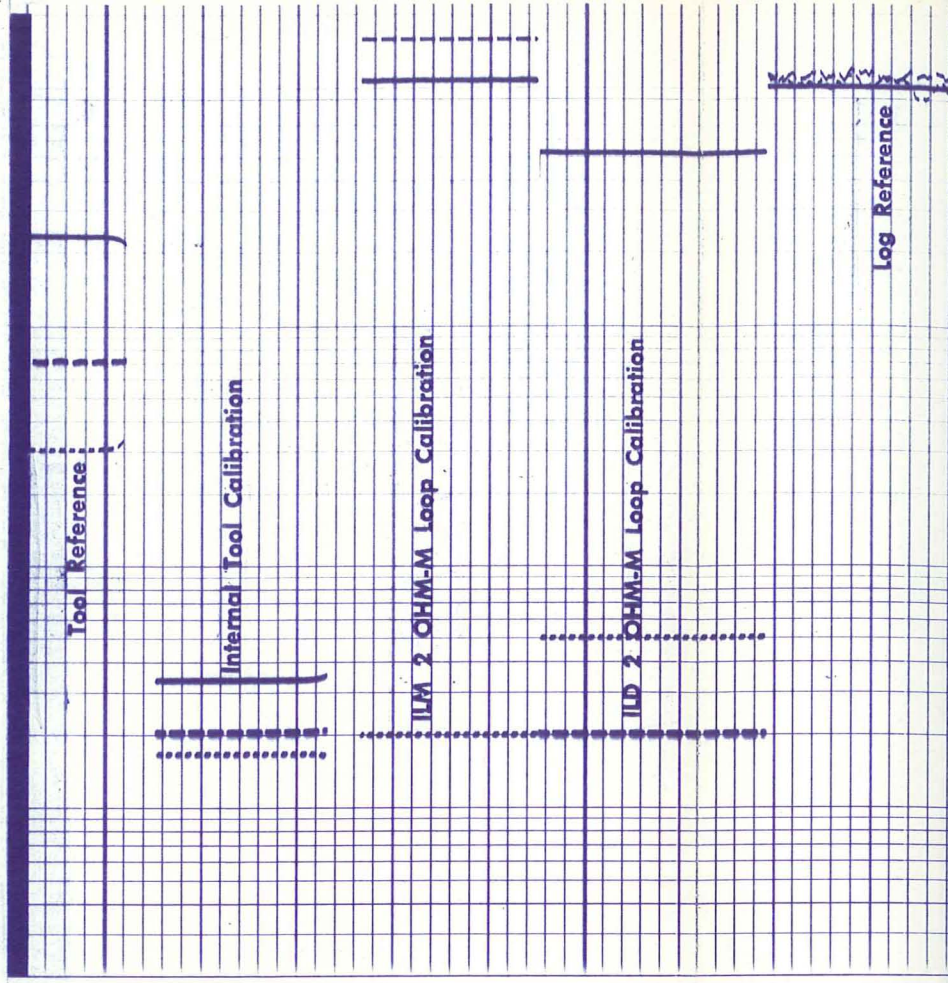 Tool Reference
Internal Tool Calibration
ILM 2 OHM-M Loop Calibration
ILD 2 OHM-M Loop Calibration
Log Reference